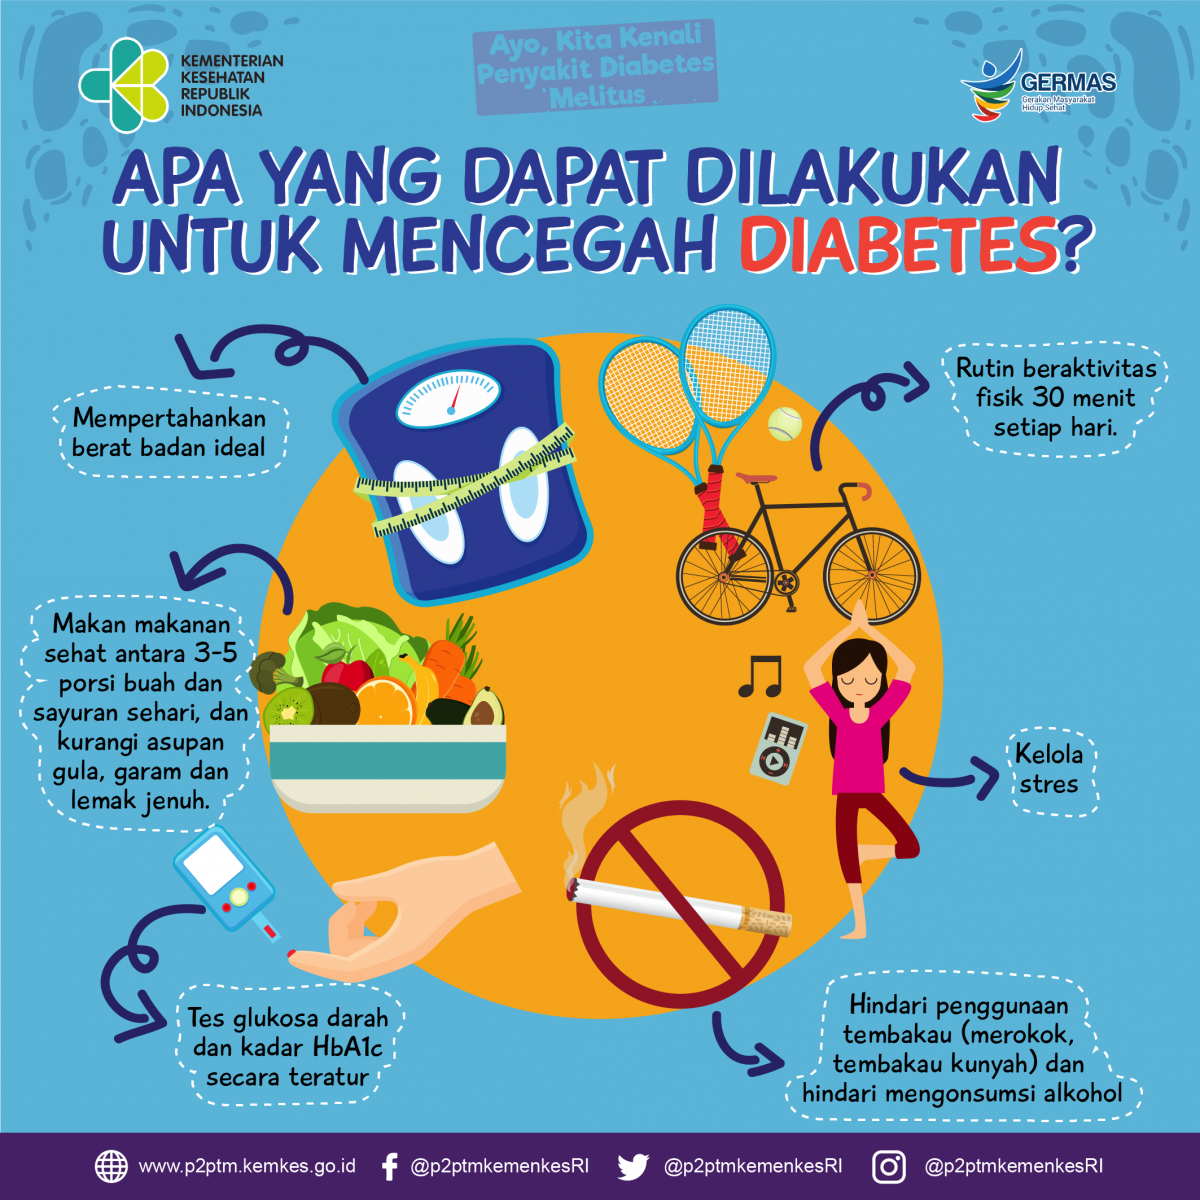 KEMENTERIAN
KESEHATAN
REPUBLIK
INDONESIA
Ayo, Kita Kenali
Penyakit Diabetes
Melitus
GERMAS
Gerakan Masyarakat
Hidup Sehat
APA YANG DAPAT DILAKUKAN
UNTUK MENCEGAH DIABETES?
Mempertahankan
berat badan ideal
Rutin beraktivitas
fisik 30 menit
setiap hari.
Makan makanan
sehat antara 3-5
porsi buah dan
sayuran sehari, dan
kurangi asupan
gula, garam dan
lemak jenuh.
Kelola
stres
Tes glukosa darah
dan kadar HbA1c
secara teratur
Hindari penggunaan
tembakau (merokok,
tembakau kunyah) dan
hindari mengonsumsi alkohol
www.p2ptm.kemkes.go.id
@p2ptmkemenkesRI
@p2ptmkemenkesRI
@p2ptmkemenkesRI